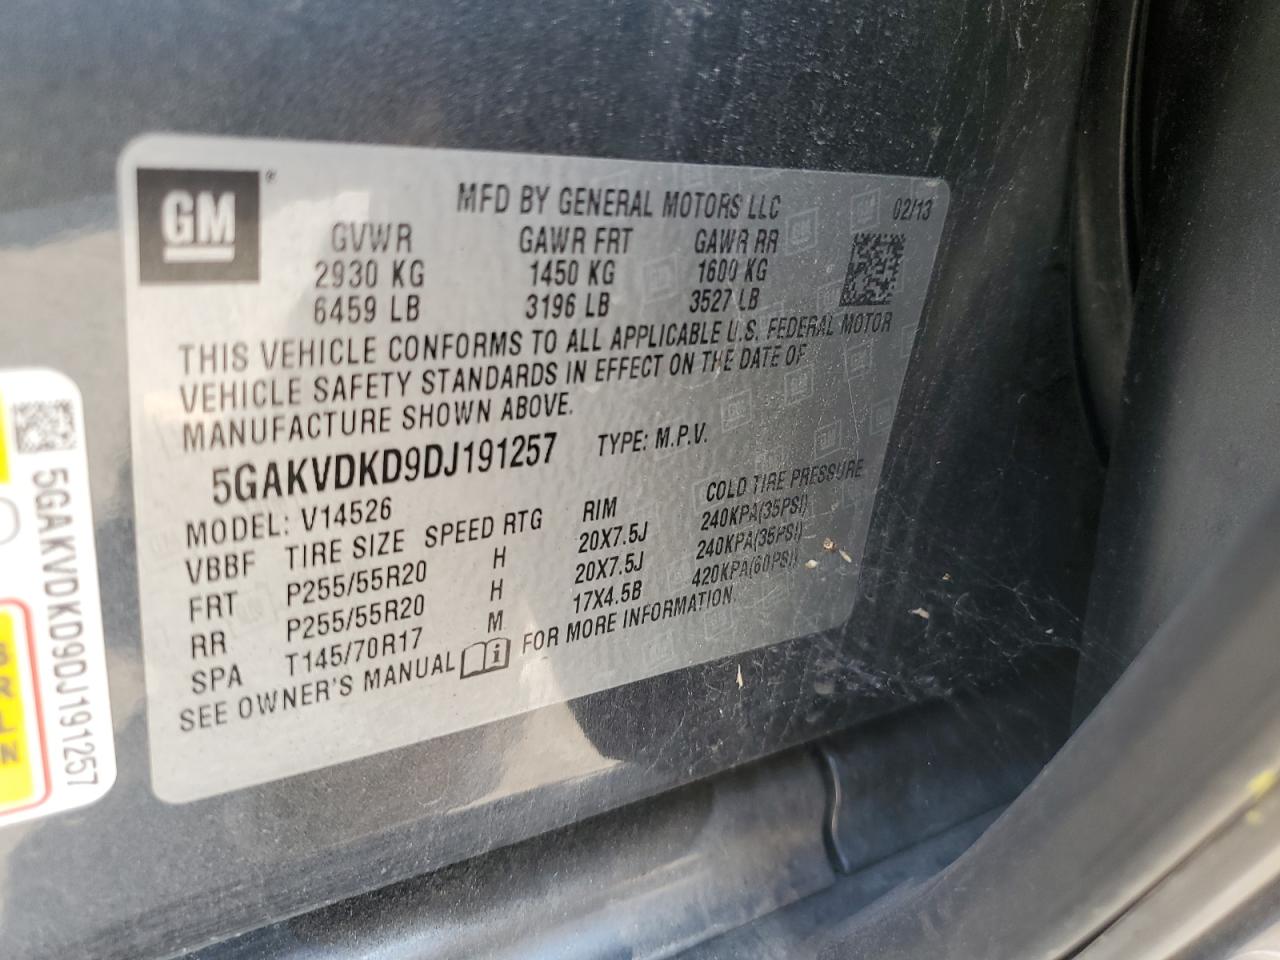 GM ®
MFD BY GENERAL MOTORS LLC 02/13
GVWR GAWR FRT GAWR RR
2930 KG 1450 KG 1600 KG
6459 LB 3196 LB 3527 LB
THIS VEHICLE CONFORMS TO ALL APPLICABLE U.S. FEDERAL MOTOR
VEHICLE SAFETY STANDARDS IN EFFECT ON THE DATE OF
MANUFACTURE SHOWN ABOVE.
5GAKVDKD9DJ191257 TYPE: M.P.V.
MODEL: V14526
VBBF TIRE SIZE SPEED RTG RIM COLD TIRE PRESSURE
FRT P255/55R20 H 20X7.5J 240KPA(35PSI)
RR P255/55R20 H 20X7.5J 240KPA(35PSI)
SPA T145/70R17 M 17X4.5B 420KPA(60PSI)
SEE OWNER'S MANUAL i FOR MORE INFORMATION.
5GAKVDKD9DJ191257